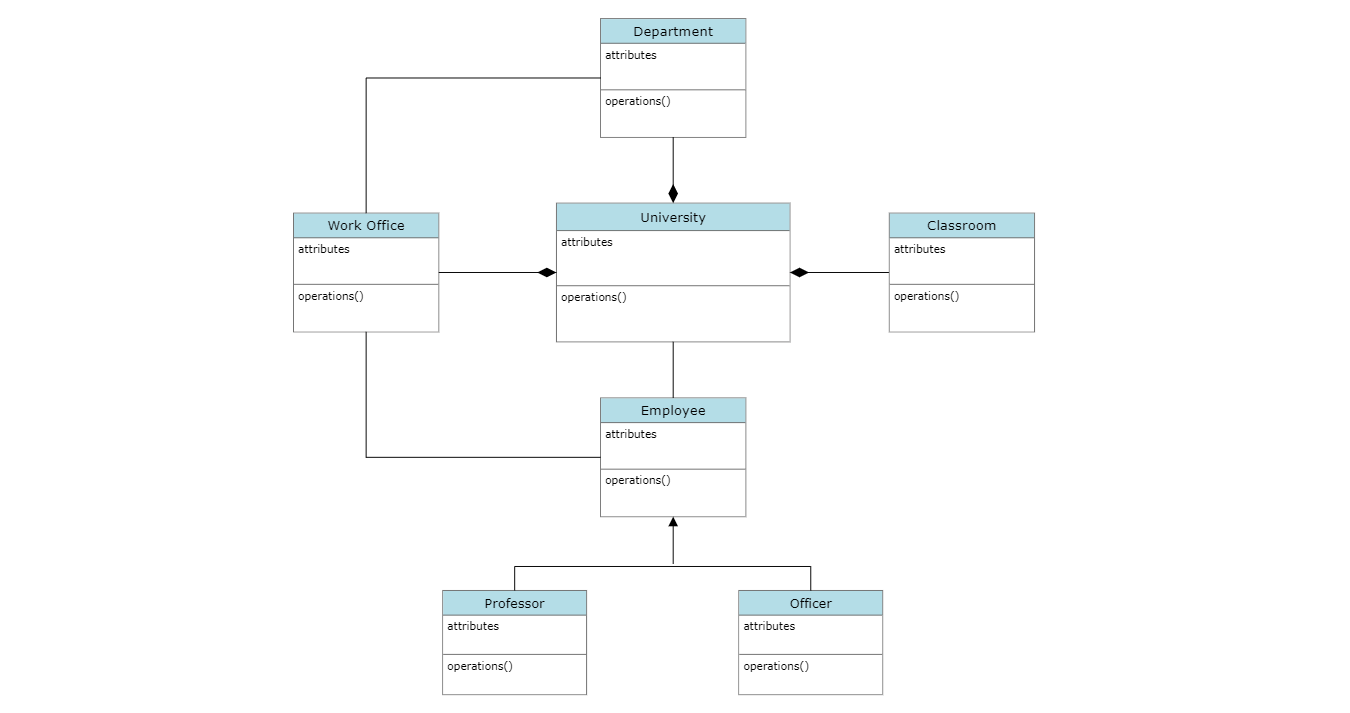 Department
attributes
operations()
Work Office
attributes
operations()
University
attributes
operations()
Classroom
attributes
operations()
Employee
attributes
operations()
Professor
attributes
operations()
Officer
attributes
operations()